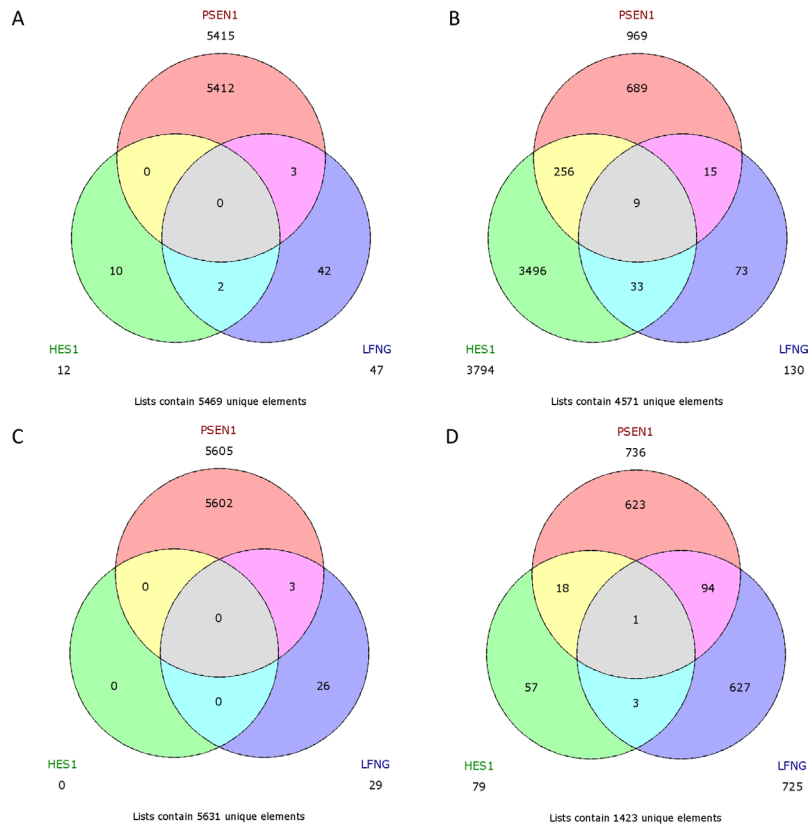 A
PSEN1
5415
5412
0
3
0
10
2
42
HES1
12
LFNG
47
Lists contain 5469 unique elements
B
PSEN1
969
689
256
15
9
3496
33
73
HES1
3794
LFNG
130
Lists contain 4571 unique elements
C
PSEN1
5605
5602
0
3
0
0
0
26
HES1
0
LFNG
29
Lists contain 5631 unique elements
D
PSEN1
736
623
18
94
1
57
3
627
HES1
79
LFNG
725
Lists contain 1423 unique elements